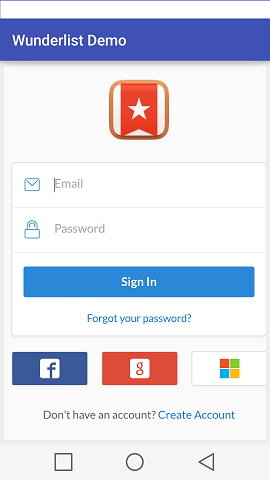 Wunderlist Demo
Email
Password
Sign In
Forgot your password?
f
g
Don't have an account? Create Account